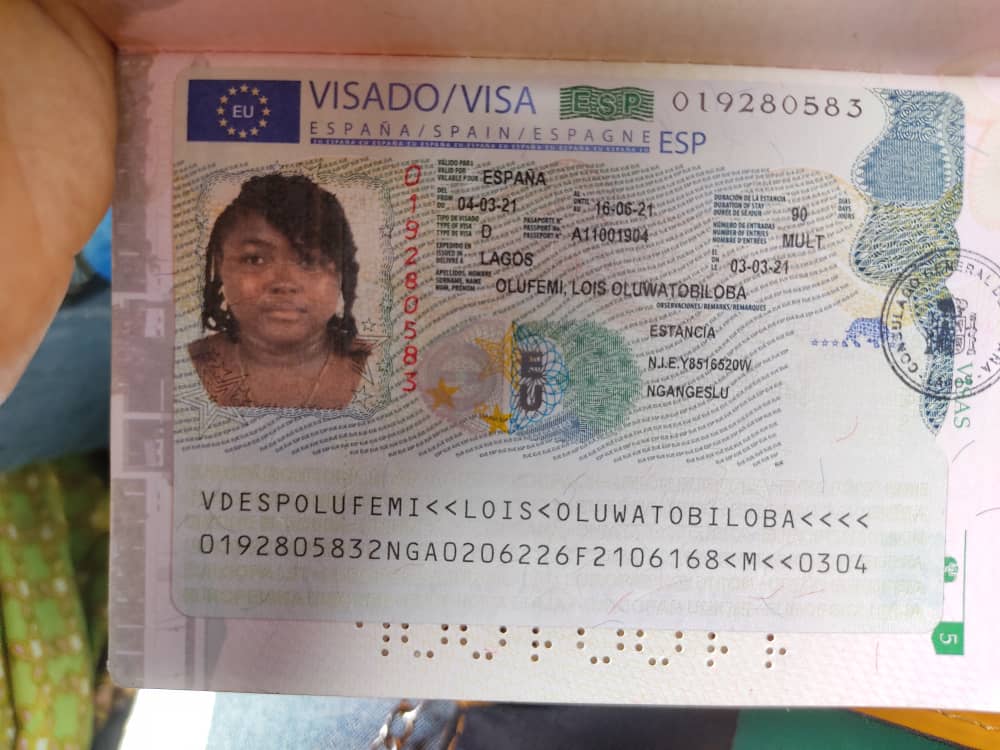 EU
VISADO/VISA ESP 019280583
ESPAÑA/SPAIN/ESPAGNE ESP
VÁLIDO PARA
VALID FOR
VALABLE POUR
ESPAÑA
DEL
FROM
DU
04-03-21
AL
UNTIL
AU
16-06-21
DURACIÓN DE LA ESTANCIA
DURATION OF STAY
DURÉE DE SÉJOUR
90
DÍAS
DAYS
JOURS
TIPO DE VISADO
TYPE OF VISA
TYPE DE VISA
D
PASAPORTE Nº
PASSPORT No
PASSEPORT Nº
A11001904
NÚMERO DE ENTRADAS
NUMBER OF ENTRIES
NOMBRE D'ENTRÉES
MULT
EXPEDIDO EN
ISSUED IN
DÉLIVRÉ À
LAGOS
EL
ON
LE
03-03-21
APELLIDOS, NOMBRE
SURNAME, NAME
NOM, PRÉNOM
OLUFEMI, LOIS OLUWATOBILOBA
OBSERVACIONES/REMARKS/REMARQUES
ESTANCIA
N.I.E.Y8516520W
NGANGESLU
019280583
CONSULADO GENERAL
VISAS
VDESPOLUFEMI<<LOIS<OLUWATOBILOBA<<<<
0192805832NGA0206226F2106168<M<<0304
5